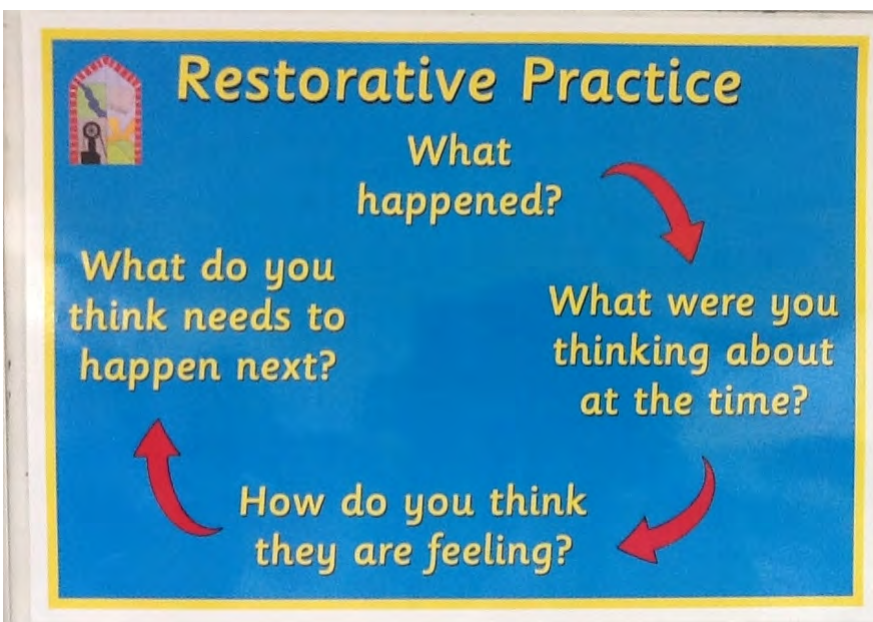 Restorative Practice
What
happened?
What were you
thinking about
at the time?
How do you think
they are feeling?
What do you
think needs to
happen next?